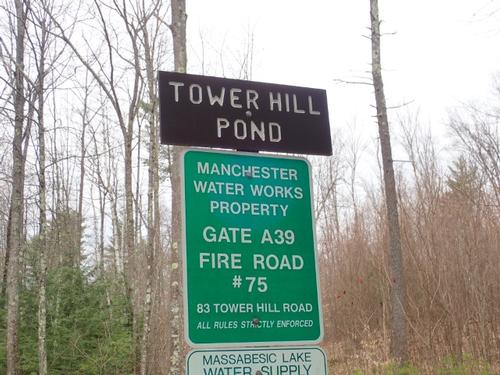 TOWER HILL
POND
MANCHESTER
WATER WORKS
PROPERTY
GATE A39
FIRE ROAD
#75
83 TOWER HILL ROAD
ALL RULES STRICTLY ENFORCED
MASSABESIC LAKE
WATER SUPPLY